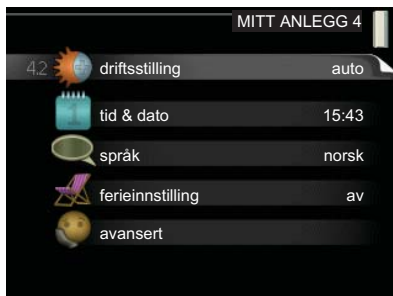 MITT ANLEGG 4
4.2 driftsstilling auto
tid & dato 15:43
språk norsk
ferieinnstilling av
avansert